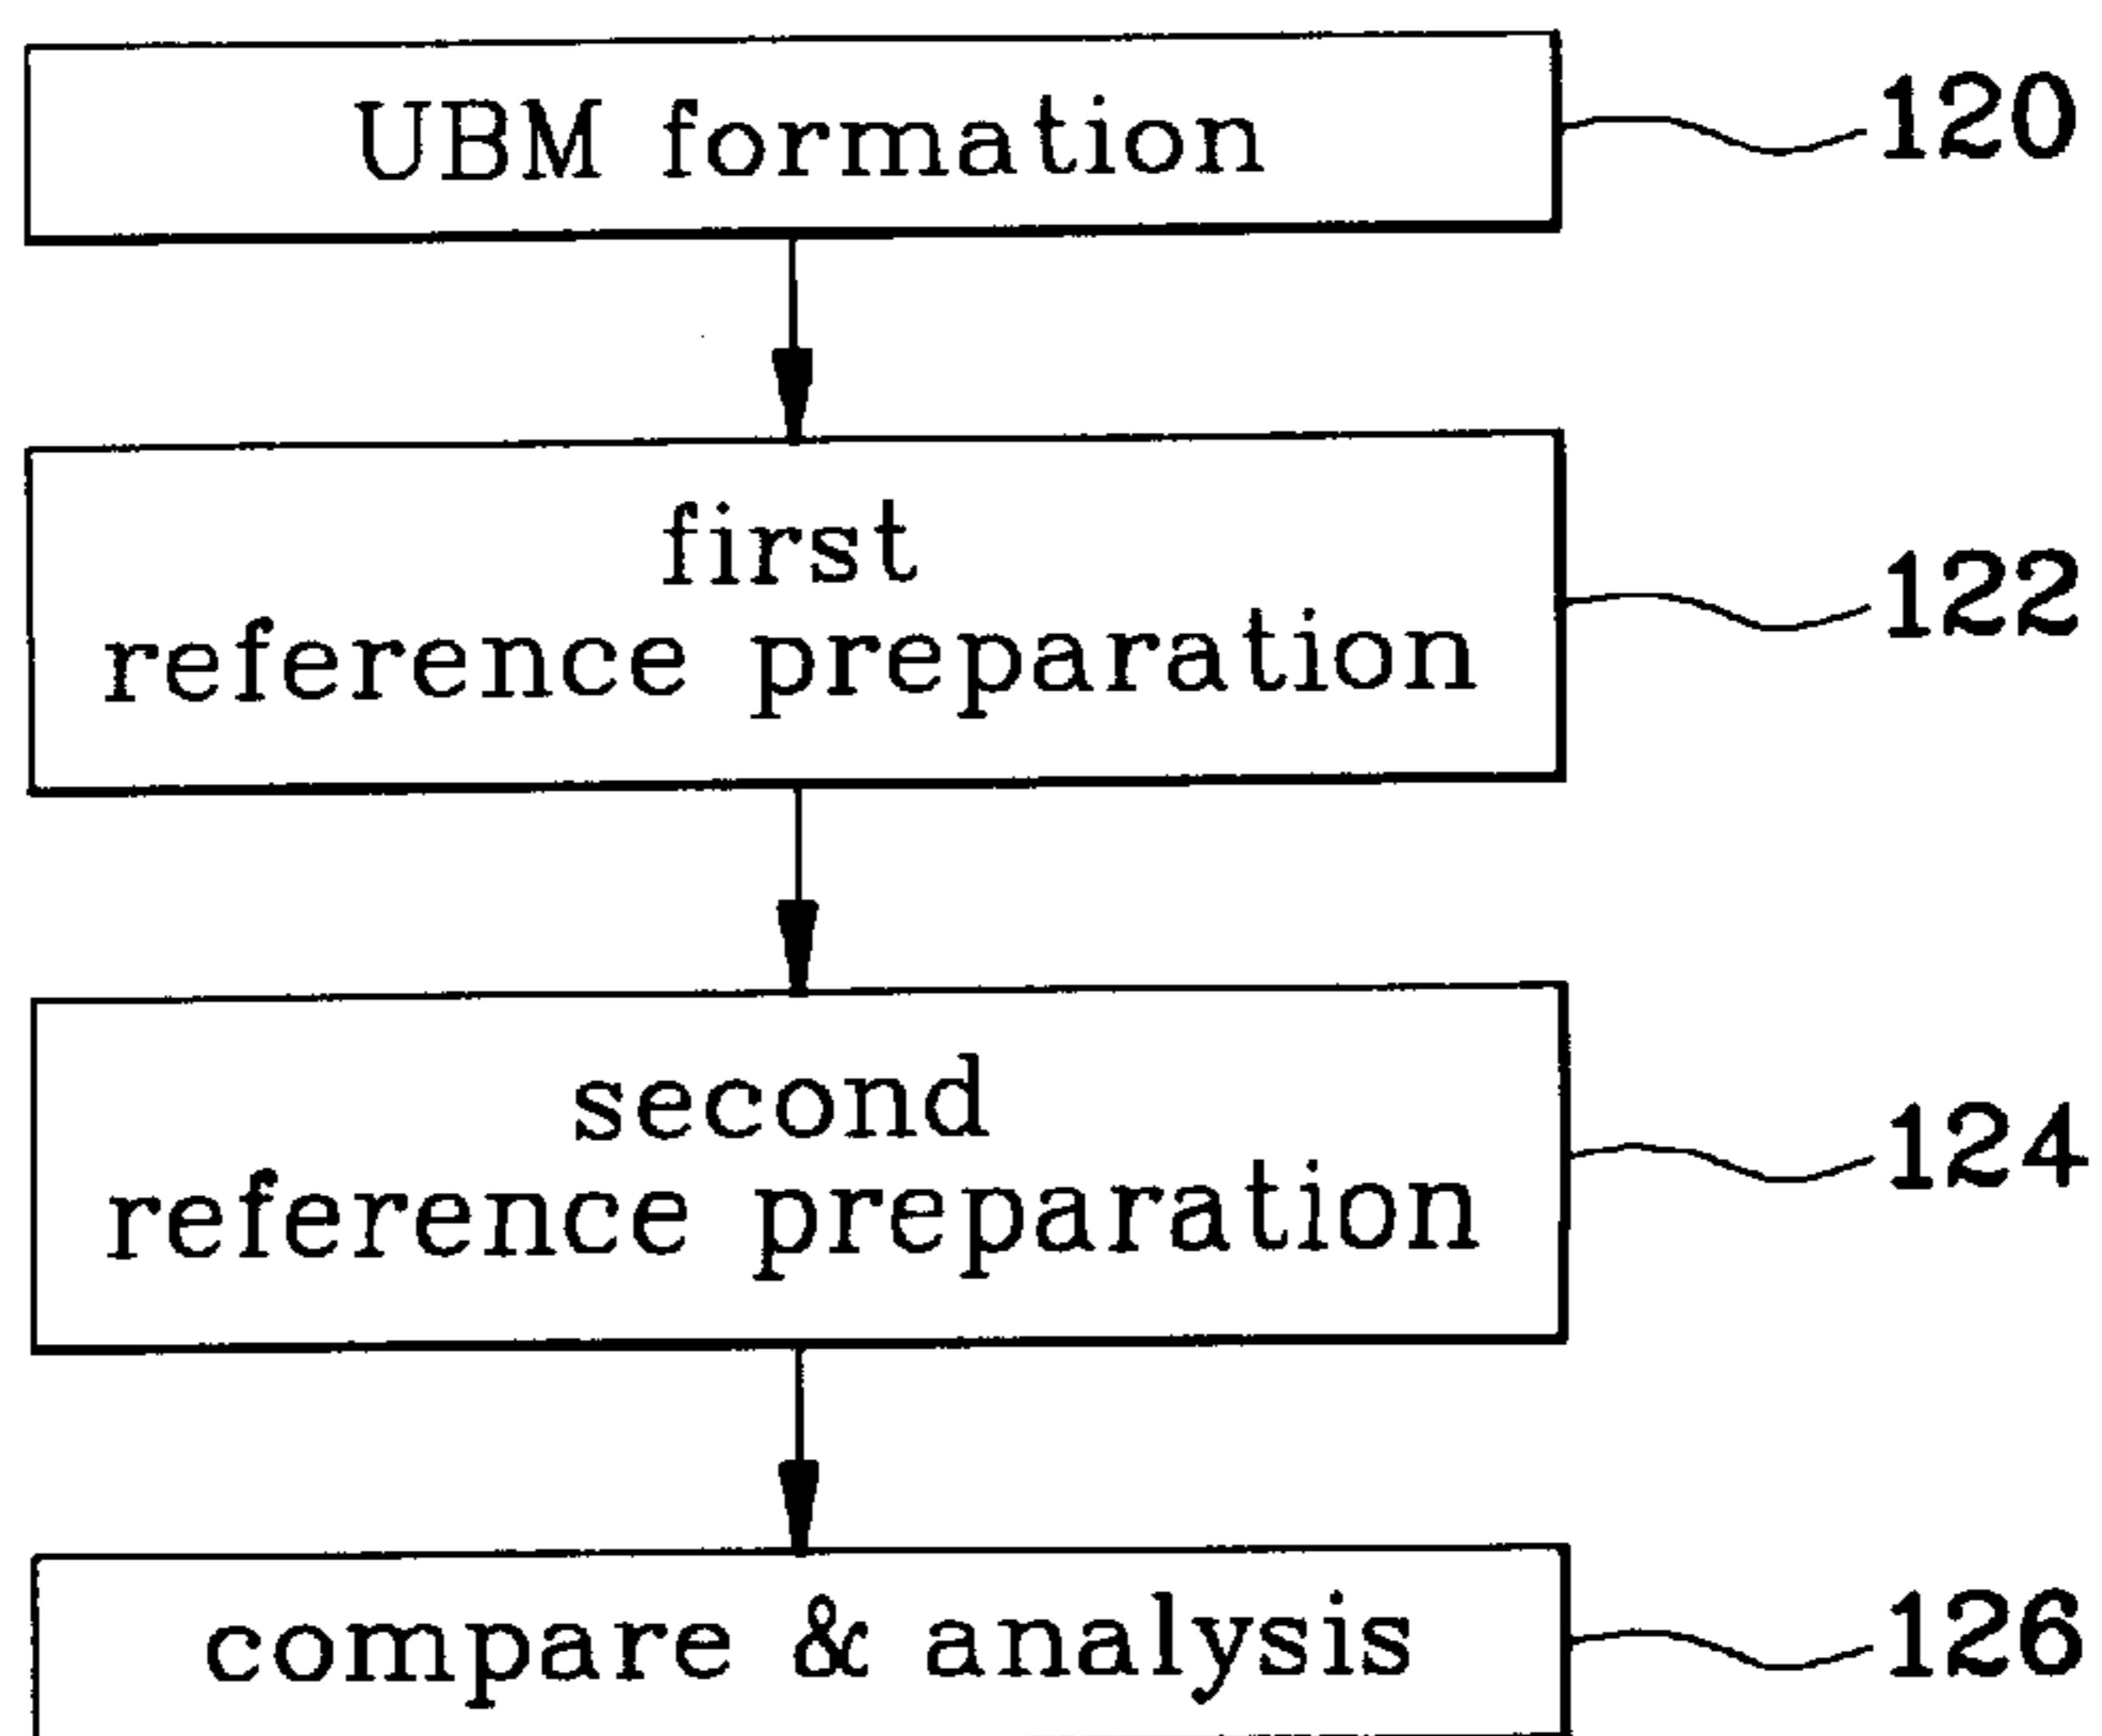 UBM formation
120
first
reference preparation
122
second
reference preparation
124
compare & analysis
126